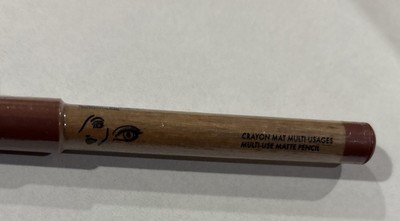 CRAYON MAT MULTI USAGES
MULTI-USE MATTE PENCIL